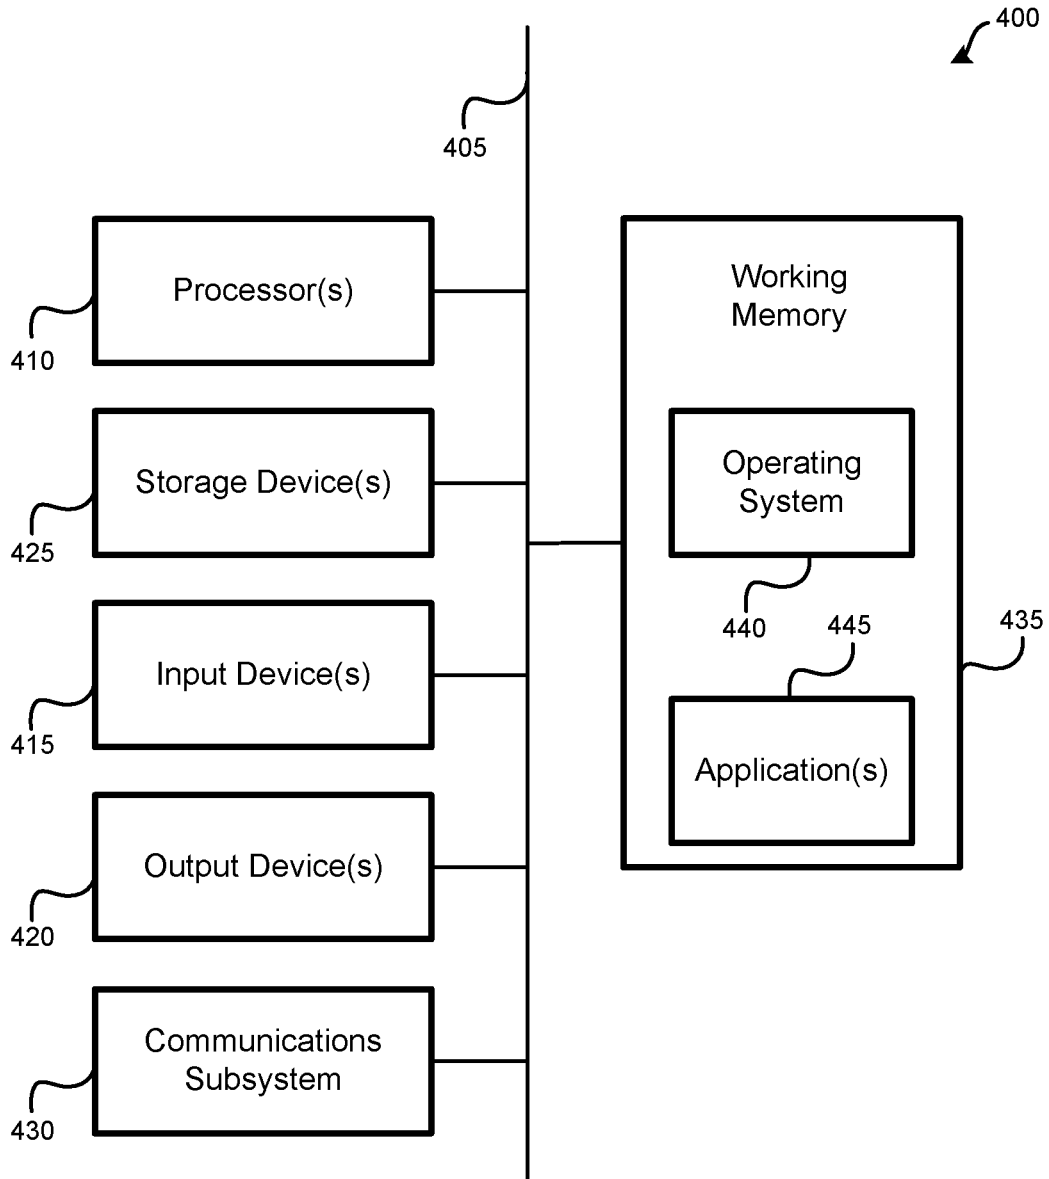 400
405
Processor(s)
410
Storage Device(s)
425
Input Device(s)
415
Output Device(s)
420
Communications
Subsystem
430
Working
Memory
Operating
System
440
445
435
Application(s)